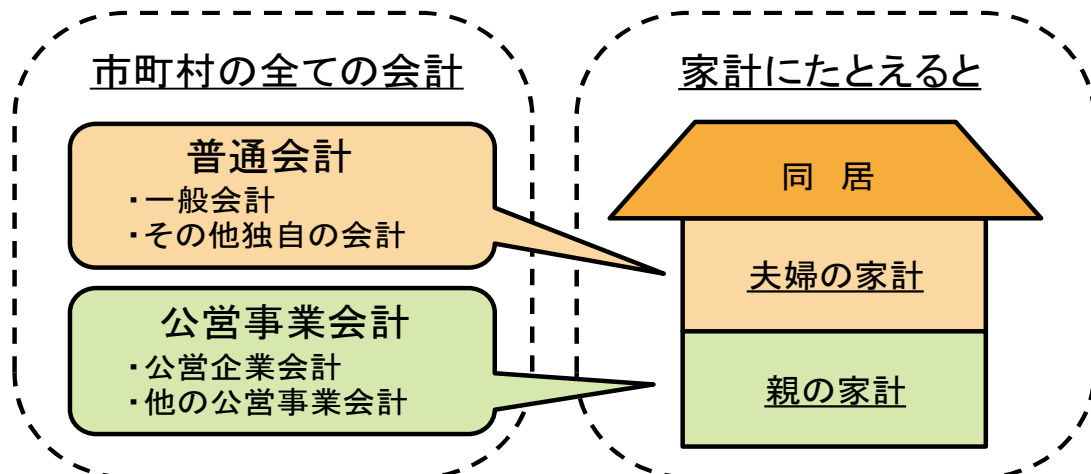 市町村の全ての会計
普通会計
・一般会計
・その他独自の会計
公営事業会計
・公営企業会計
・他の公営事業会計
家計にたとえると
同 居
夫婦の家計
親の家計